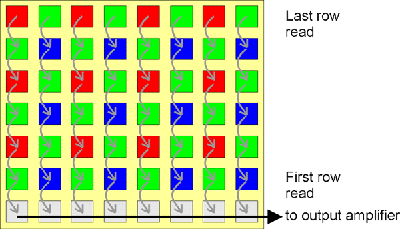 Last row
read
First row
read
to output amplifier